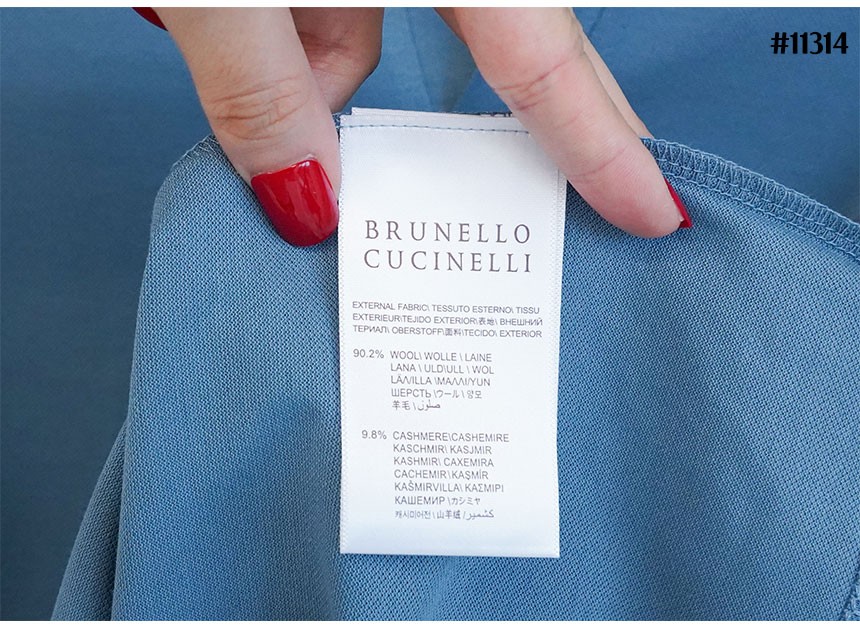 #11314
BRUNELLO
CUCINELLI
EXTERNAL FABRIC\ TESSUTO ESTERNO\ TISSU
EXTERIEUR\TEJIDO EXTERIOR\表地\ ВНЕШНИЙ
ТЕРИАЛ\ OBERSTOFF\面料\TECIDO\ EXTERIOR
90.2% WOOL\ WOLLE \ LAINE
LANA \ ULD\ULL \ WOL
LÄ/\ILLA \ΜΑΛΛΙ/YUN
ШЕРСТЬ \ウール\ 양모
羊毛 \ صلون
9.8% CASHMERE\CASHEMIRE
KASCHMIR\ KASJMIR
KASHMIR\ CAXEMIRA
CACHEMIR\ KAŞMİR
KAŠMIRVILLA\ ΚΑΣΜΙΡΙ
КАШЕМИР \カシミヤ
캐시미어전 \ 山羊絨 / كشمير